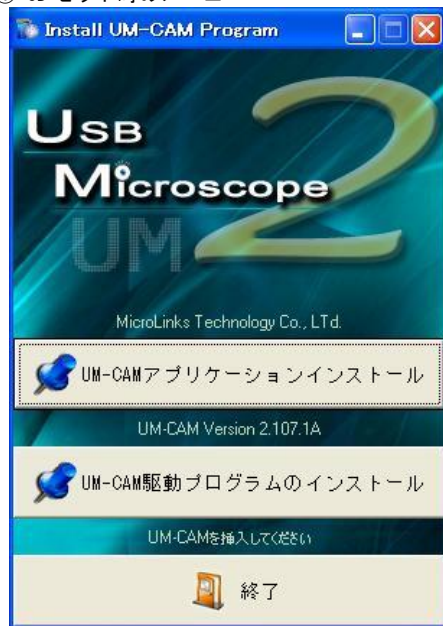 Install UM-CAM Program
USB
Microscope
2
UM
MicroLinks Technology Co., LTd.
UM-CAMアプリケーションインストール
UM-CAM Version 2.107.1A
UM-CAM駆動プログラムのインストール
UM-CAMを挿入してください
終了